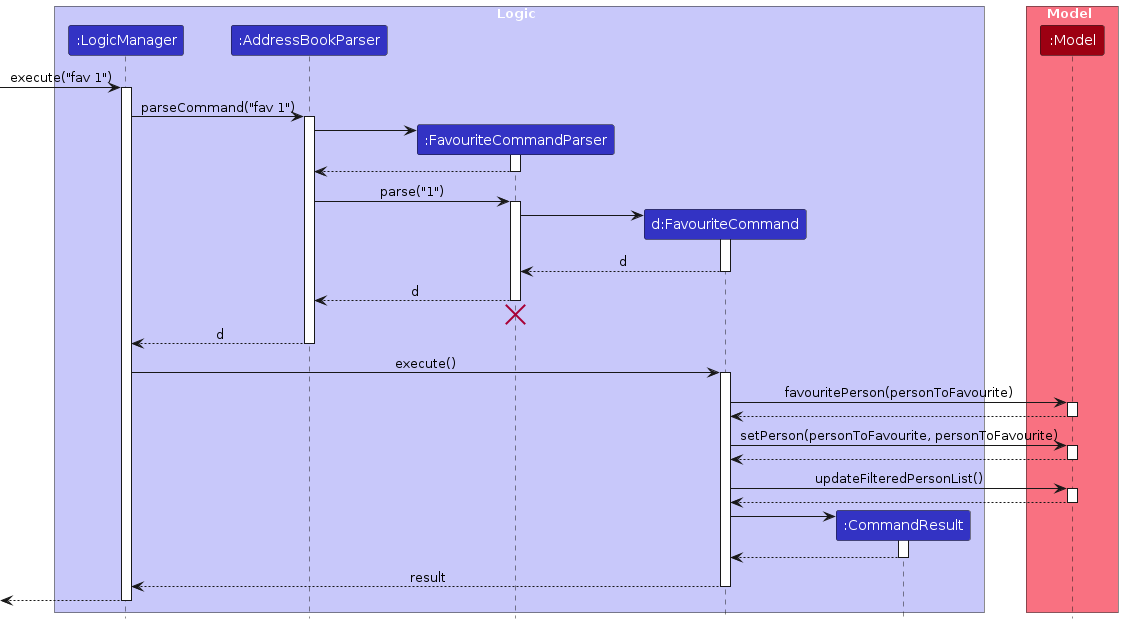 Logic
Model
:LogicManager
:AddressBookParser
:Model
execute("fav 1")
parseCommand("fav 1")
:FavouriteCommandParser
parse("1")
d:FavouriteCommand
d
d
d
execute()
favouritePerson(personToFavourite)
setPerson(personToFavourite, personToFavourite)
updateFilteredPersonList()
:CommandResult
result